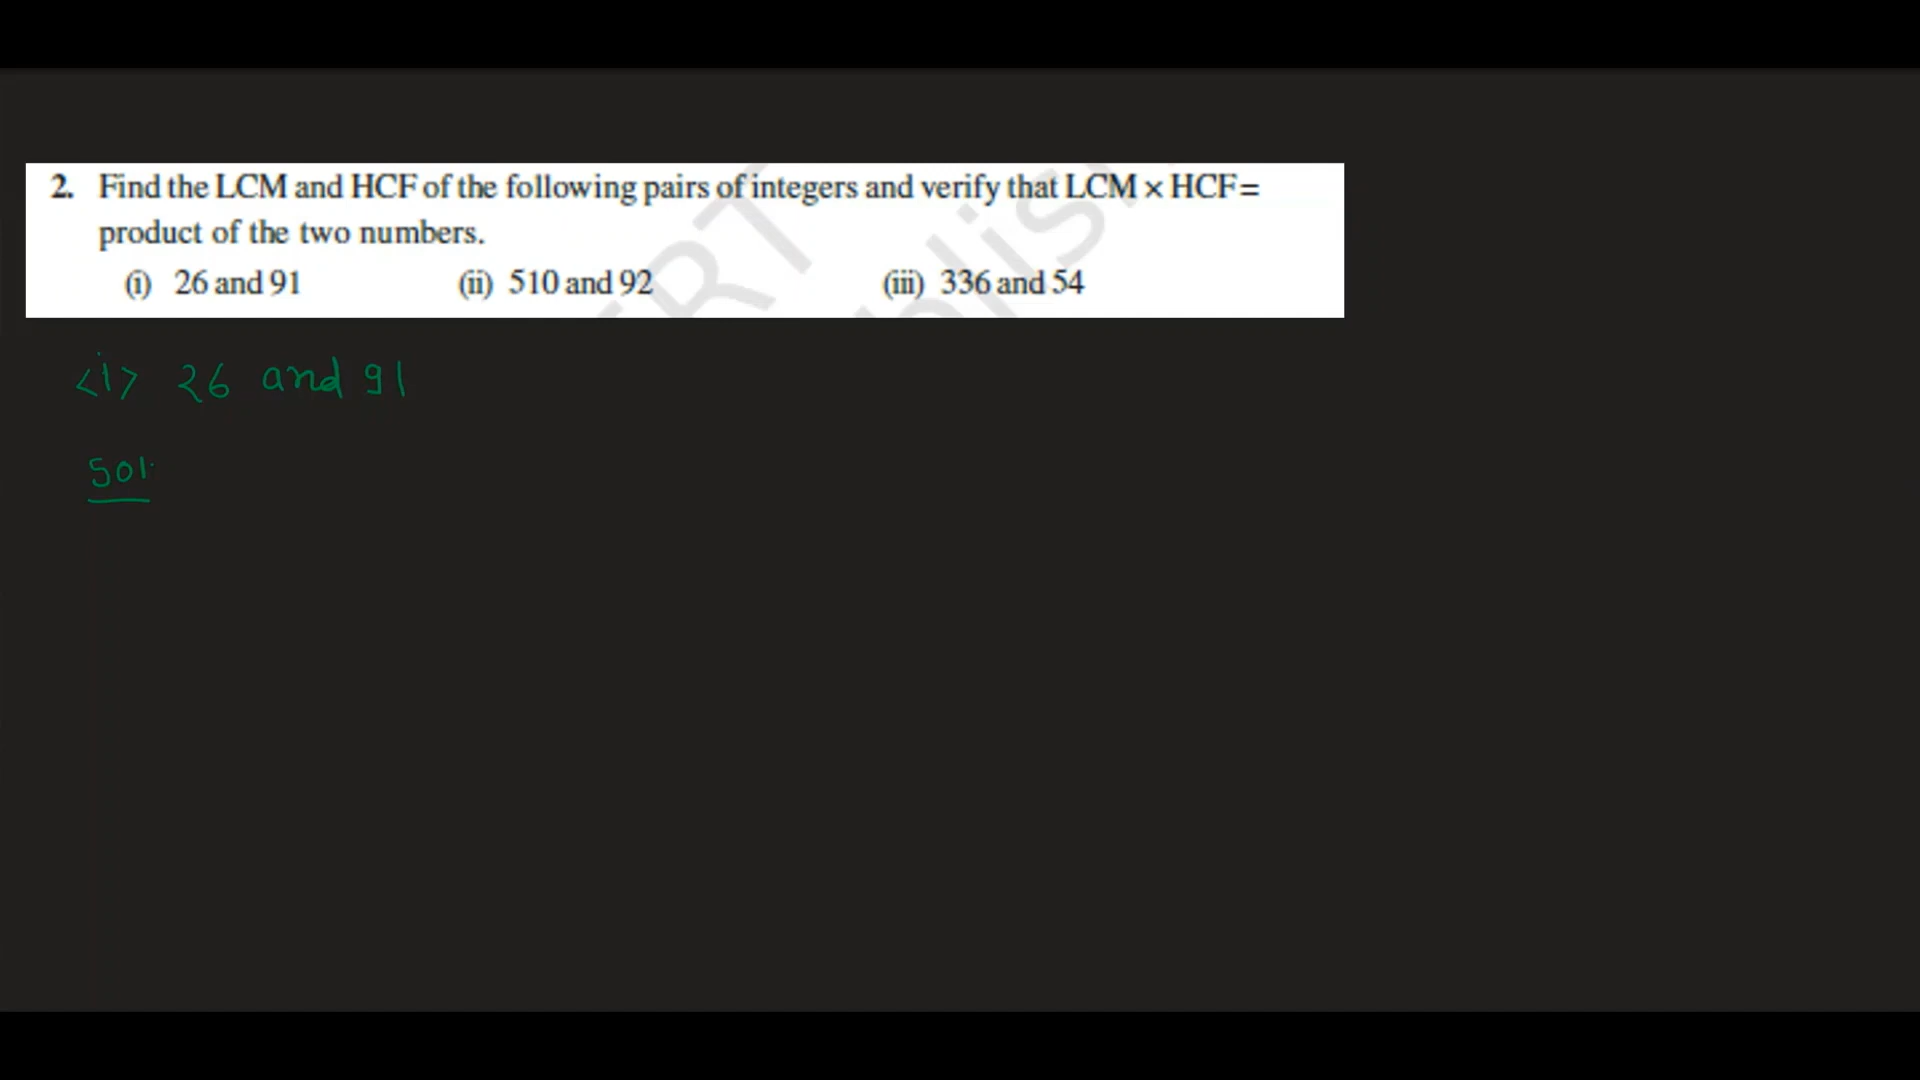 2. Find the LCM and HCF of the following pairs of integers and verify that LCM × HCF =
product of the two numbers.
(i) 26 and 91 (ii) 510 and 92 (iii) 336 and 54
<i> 26 and 91
Sol.